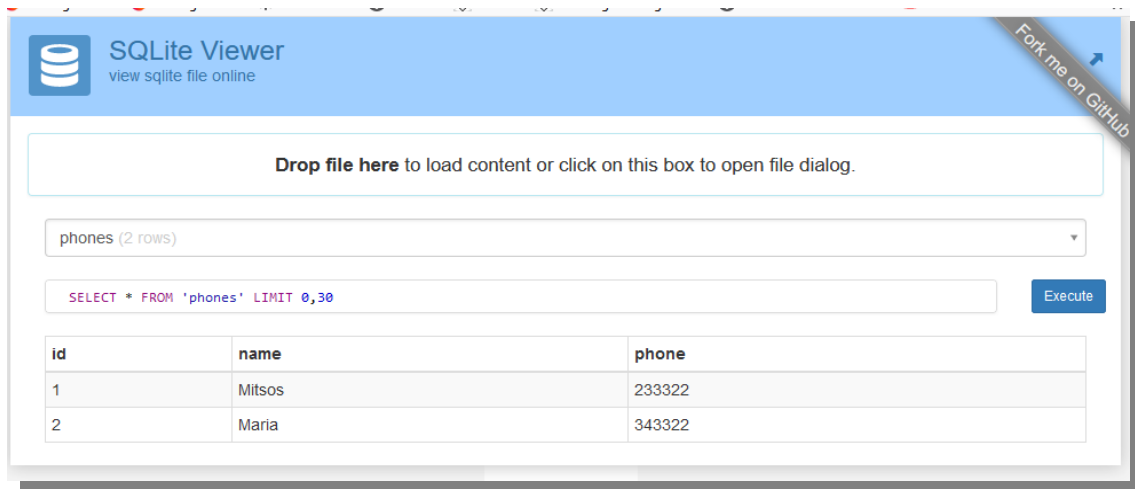 SQLite Viewer
view sqlite file online
Fork me on GitHub
Drop file here to load content or click on this box to open file dialog.
phones (2 rows)
SELECT * FROM 'phones' LIMIT 0,30
Execute
id name phone
1 Mitsos 233322
2 Maria 343322